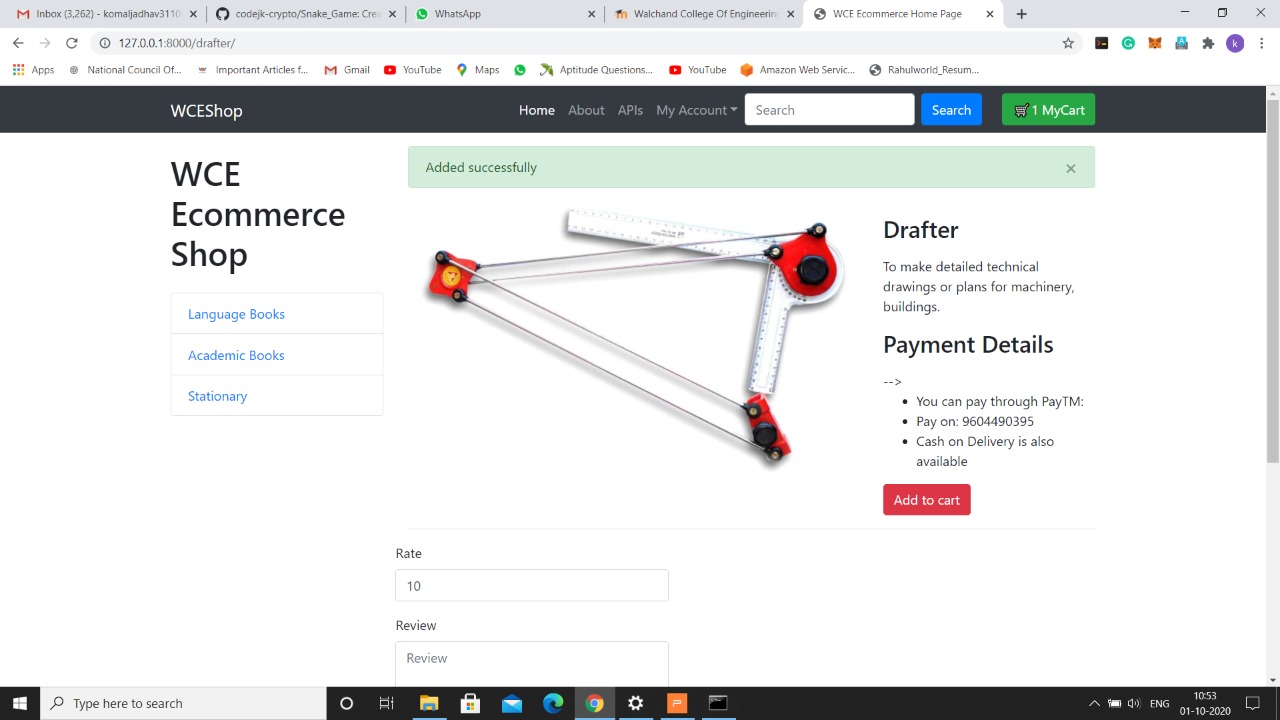 Inbox (3,262) - komaljadhav3110
codejk-crypto/Snake_Game: Crea
WhatsApp
Walchand College Of Engineering
WCE Ecommerce Home Page
127.0.0.1:8000/drafter/
k
Apps
National Council Of...
Important Articles f...
Gmail
YouTube
Maps
Aptitude Questions...
YouTube
Amazon Web Servic...
Rahulworld_Resum...
WCEShop
Home
About
APIs
My Account
Search
Search
1 MyCart
WCE
Ecommerce
Shop
Language Books
Academic Books
Stationary
Added successfully
×
Drafter
To make detailed technical
drawings or plans for machinery,
buildings.
Payment Details
-->
You can pay through PayTM:
Pay on: 9604490395
Cash on Delivery is also
available
Add to cart
Rate
10
Review
Review
Type here to search
ENG
10:53
01-10-2020